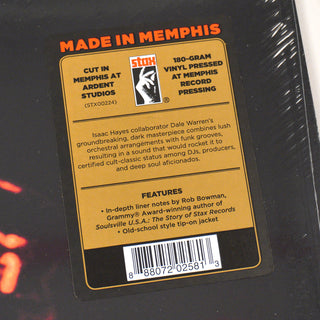 MADE IN MEMPHIS
CUT IN
MEMPHIS AT
ARDENT
STUDIOS
(STX00224)
stax
®
180-GRAM
VINYL PRESSED
AT MEMPHIS
RECORD
PRESSING
Isaac Hayes collaborator Dale Warren's
groundbreaking, dark masterpiece combines lush
orchestral arrangements with funk grooves,
resulting in a sound that would rocket it to
certified cult-classic status among DJs, producers,
and deep soul aficionados.
FEATURES
• In-depth liner notes by Rob Bowman,
Grammy® Award-winning author of
Soulsville U.S.A.: The Story of Stax Records
• Old-school style tip-on jacket
8 88072 02581 3